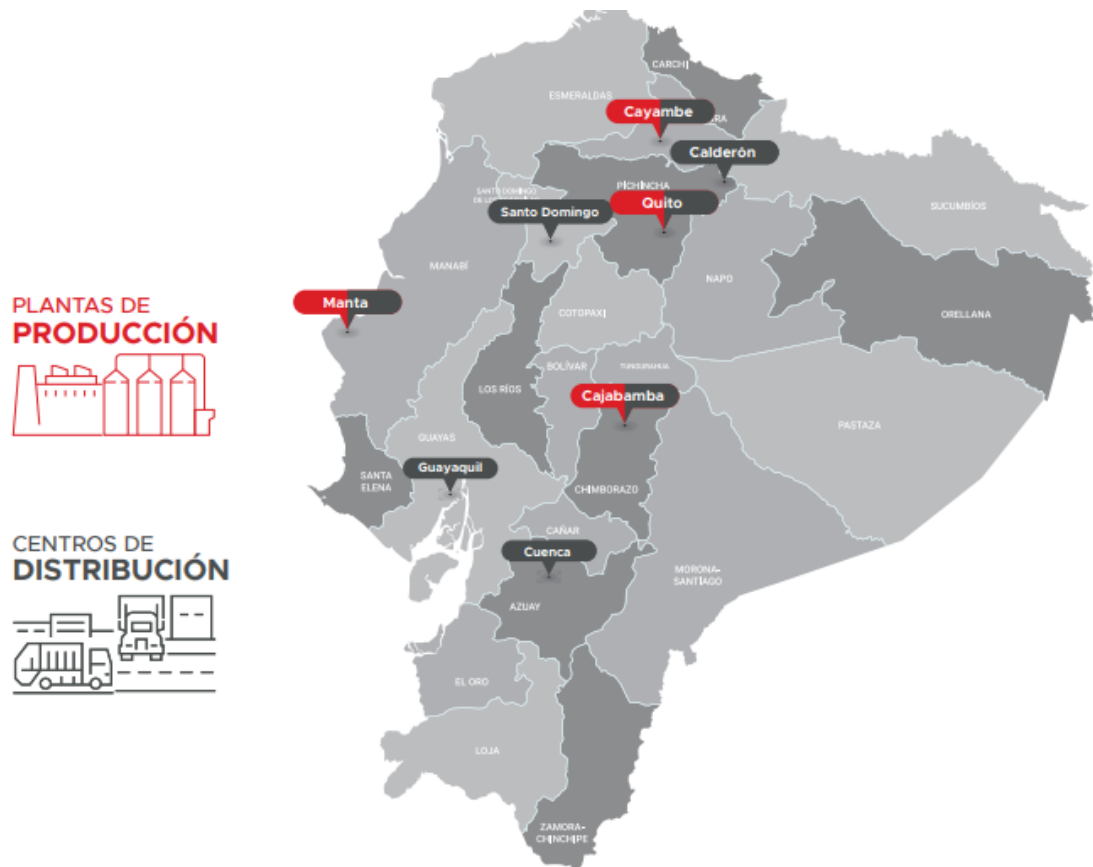 CARCHI
ESMERALDAS
Cayambe
Calderón
PICHINCHA
SANTO DOMINGO
Quito
Santo Domingo
SUCUMBÍOS
MANABÍ
NAPO
Manta
PLANTAS DE
PRODUCCIÓN
COTOPAXI
ORELLANA
BOLÍVAR
TUNGURAHUA
LOS RÍOS
Cajabamba
PASTAZA
GUAYAS
Guayaquil
SANTA
ELENA
CHIMBORAZO
CENTROS DE
DISTRIBUCIÓN
CAÑAR
Cuenca
MORONA-
SANTIAGO
AZUAY
EL ORO
LOJA
ZAMORA-
CHINCHIPE